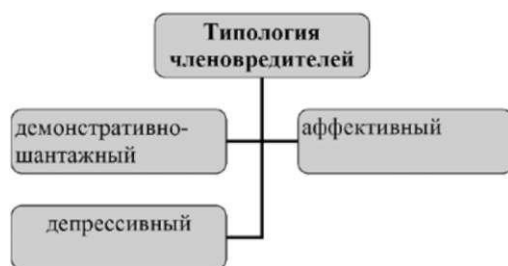 Типология
членовредителей
демонстративно-
шантажный
аффективный
депрессивный